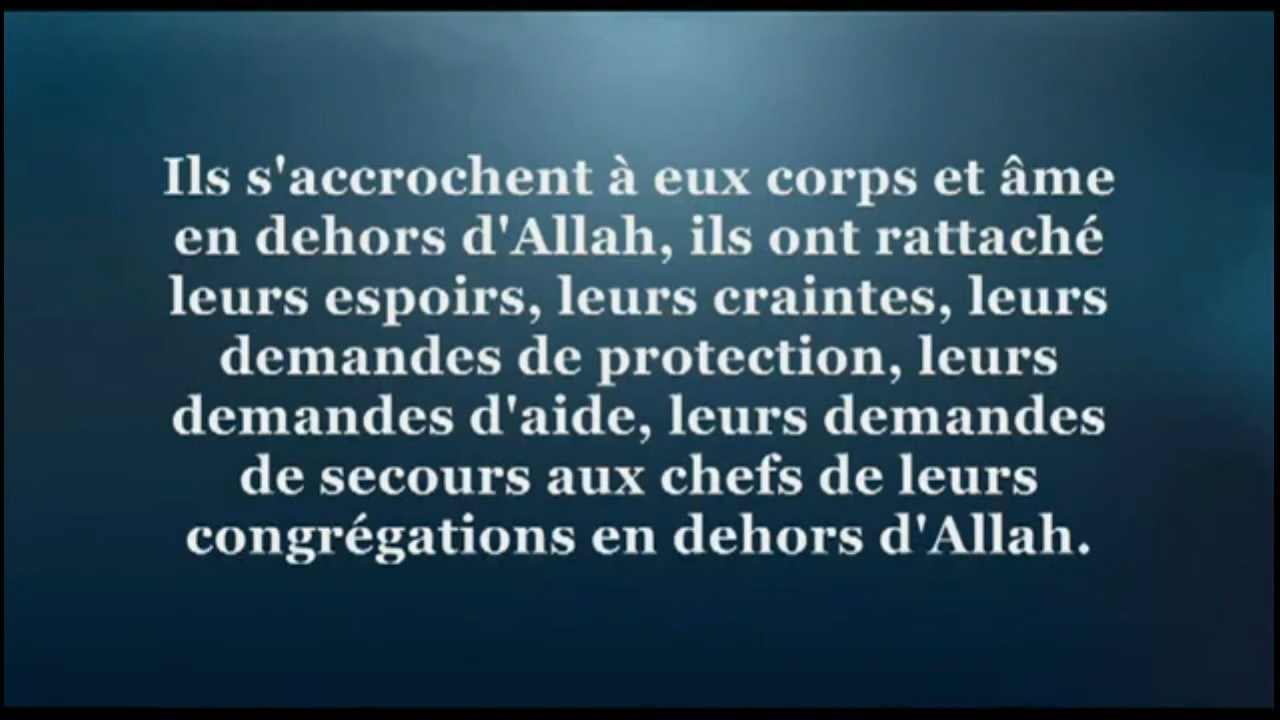 Ils s'accrochent à eux corps et âme
en dehors d'Allah, ils ont rattaché
leurs espoirs, leurs craintes, leurs
demandes de protection, leurs
demandes d'aide, leurs demandes
de secours aux chefs de leurs
congrégations en dehors d'Allah.